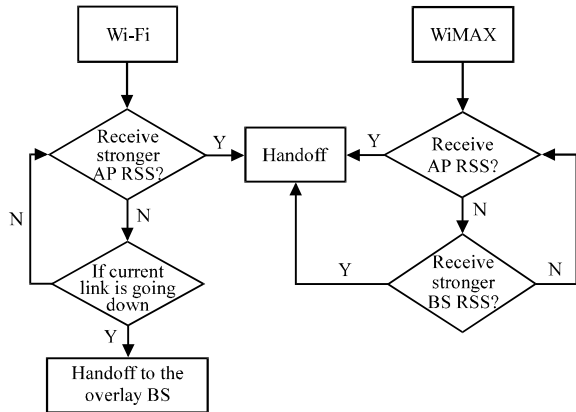 Wi-Fi
WiMAX
Receive
stronger
AP RSS?
Y
Handoff
Y
Receive
AP RSS?
N
N
N
If current
link is going
down
Y
Receive
stronger
BS RSS?
N
Y
Handoff to the
overlay BS